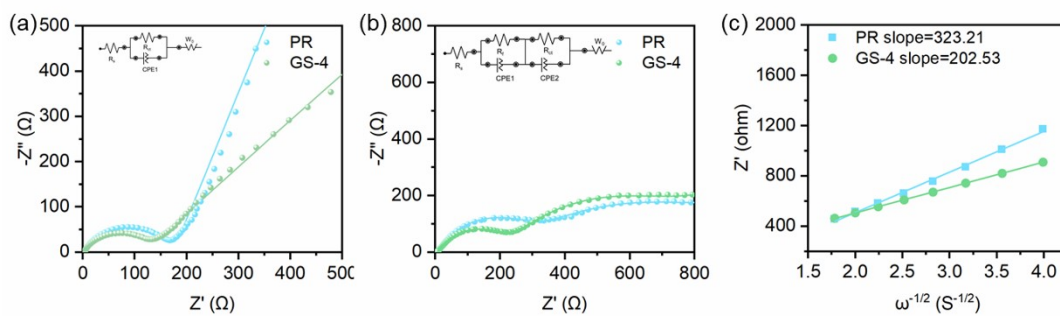 (a)
500
400
300
200
100
0
-Z" (Ω)
0
100
200
300
400
500
Z' (Ω)
PR
GS-4
CPE1
(b)
800
600
400
200
0
-Z" (Ω)
0
200
400
600
800
Z' (Ω)
PR
GS-4
CPE1
CPE2
(c)
2000
1600
1200
800
400
Z' (ohm)
2.0
2.5
3.0
3.5
4.0
ω-1/2 (S-1/2)
PR slope=323.21
GS-4 slope=202.53